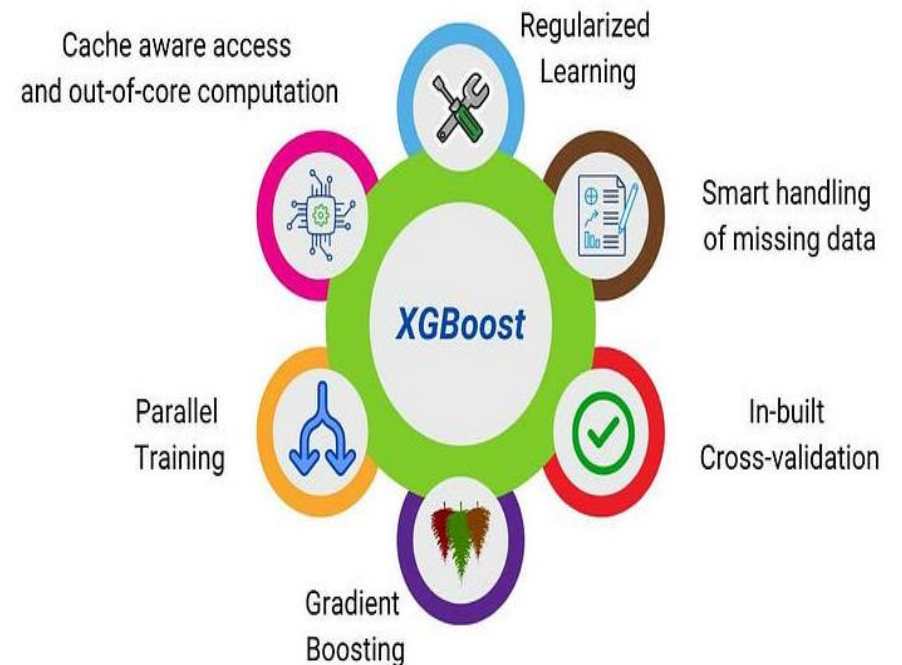 Regularized
Learning
Cache aware access
and out-of-core computation
Smart handling
of missing data
XGBoost
Parallel
Training
In-built
Cross-validation
Gradient
Boosting